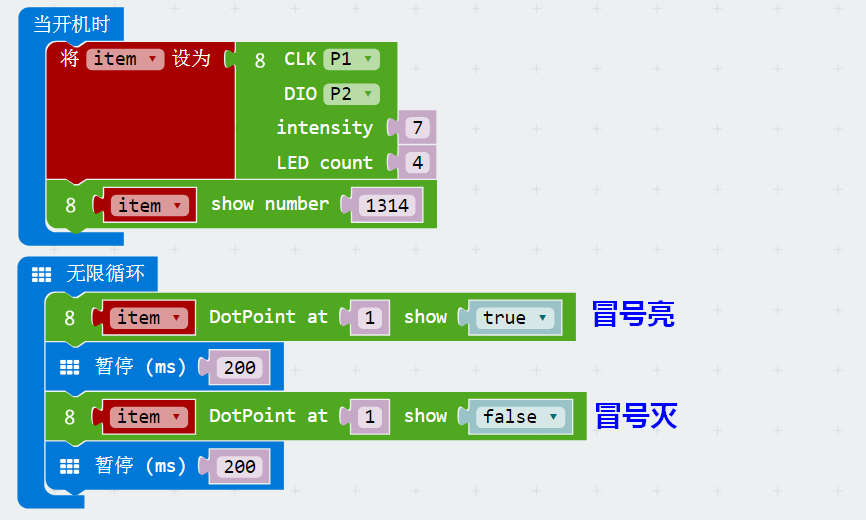 当开机时
将 item 设为 8 CLK P1
DIO P2
intensity 7
LED count 4
8 item show number 1314
无限循环
8 item DotPoint at 1 show true 冒号亮
暂停 (ms) 200
8 item DotPoint at 1 show false 冒号灭
暂停 (ms) 200